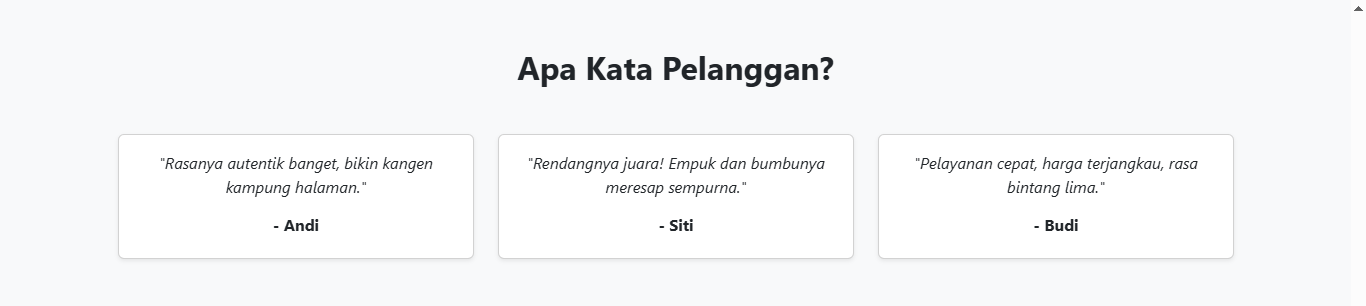 Apa Kata Pelanggan?
"Rasanya autentik banget, bikin kangen
kampung halaman."
- Andi
"Rendangnya juara! Empuk dan bumbunya
meresap sempurna."
- Siti
"Pelayanan cepat, harga terjangkau, rasa
bintang lima."
- Budi